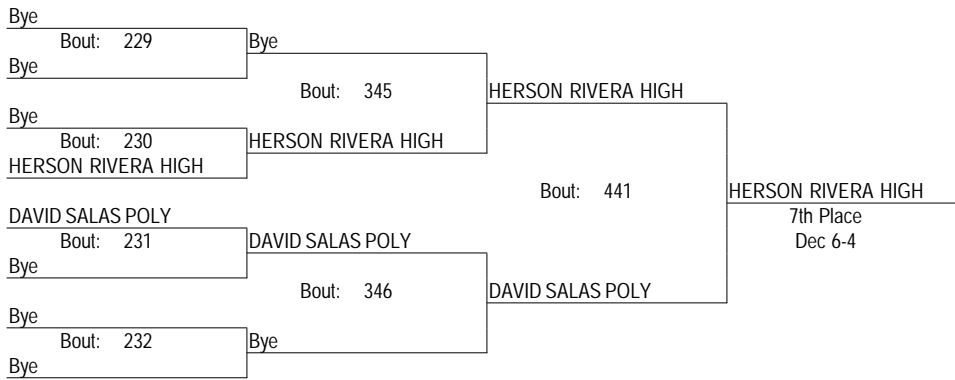 Bye
Bout: 229
Bye
Bye
Bout: 345
HERSON RIVERA HIGH
Bye
Bout: 230
HERSON RIVERA HIGH
HERSON RIVERA HIGH
Bout: 441
HERSON RIVERA HIGH
7th Place
Dec 6-4
DAVID SALAS POLY
Bout: 231
DAVID SALAS POLY
Bye
Bout: 346
DAVID SALAS POLY
Bye
Bout: 232
Bye
Bye